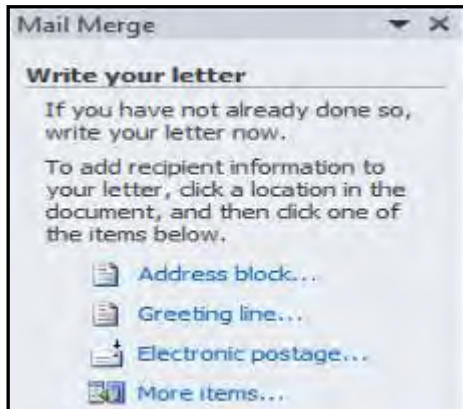 Mail Merge
Write your letter
If you have not already done so,
write your letter now.
To add recipient information to
your letter, click a location in the
document, and then click one of
the items below.
Address block...
Greeting line...
Electronic postage...
More items...